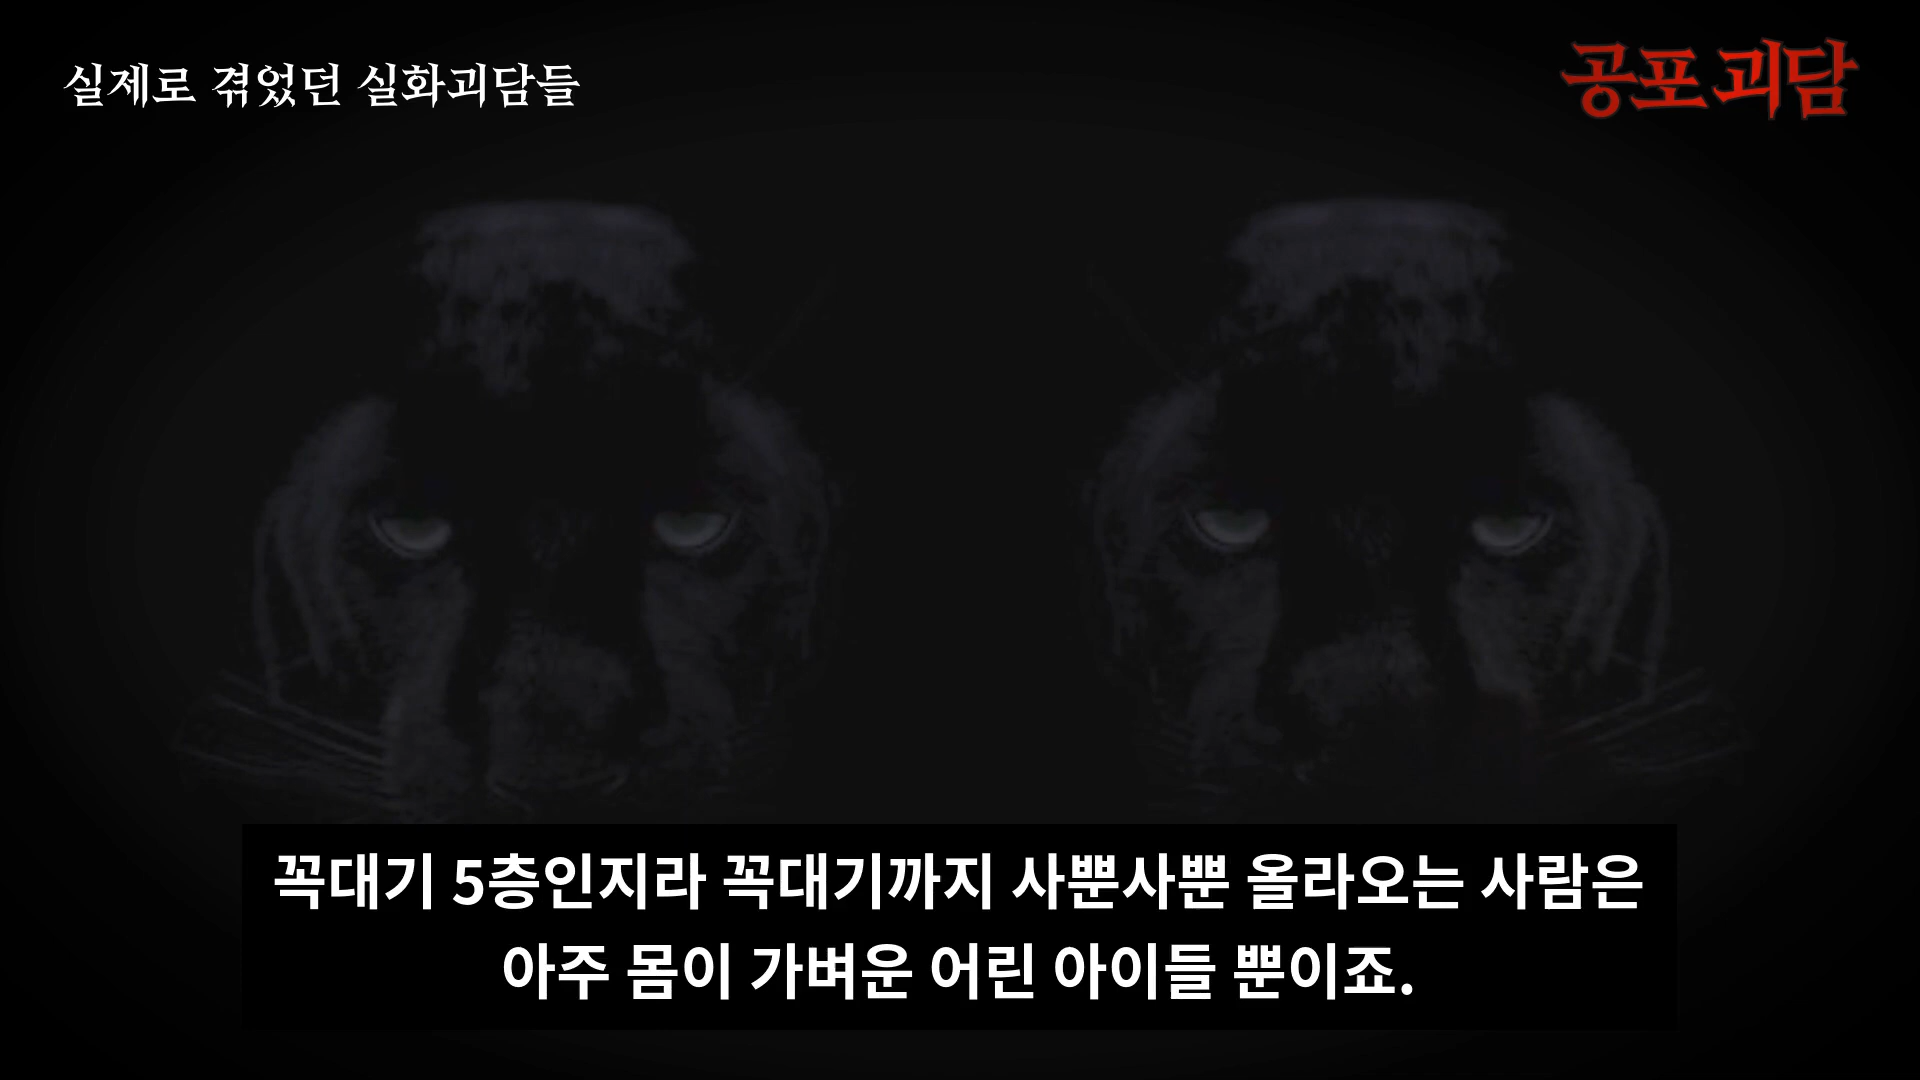 실제로 겪었던 실화괴담들
공포 괴담
꼭대기 5층인지라 꼭대기까지 사뿐사뿐 올라오는 사람은
아주 몸이 가벼운 어린 아이들 뿐이죠.